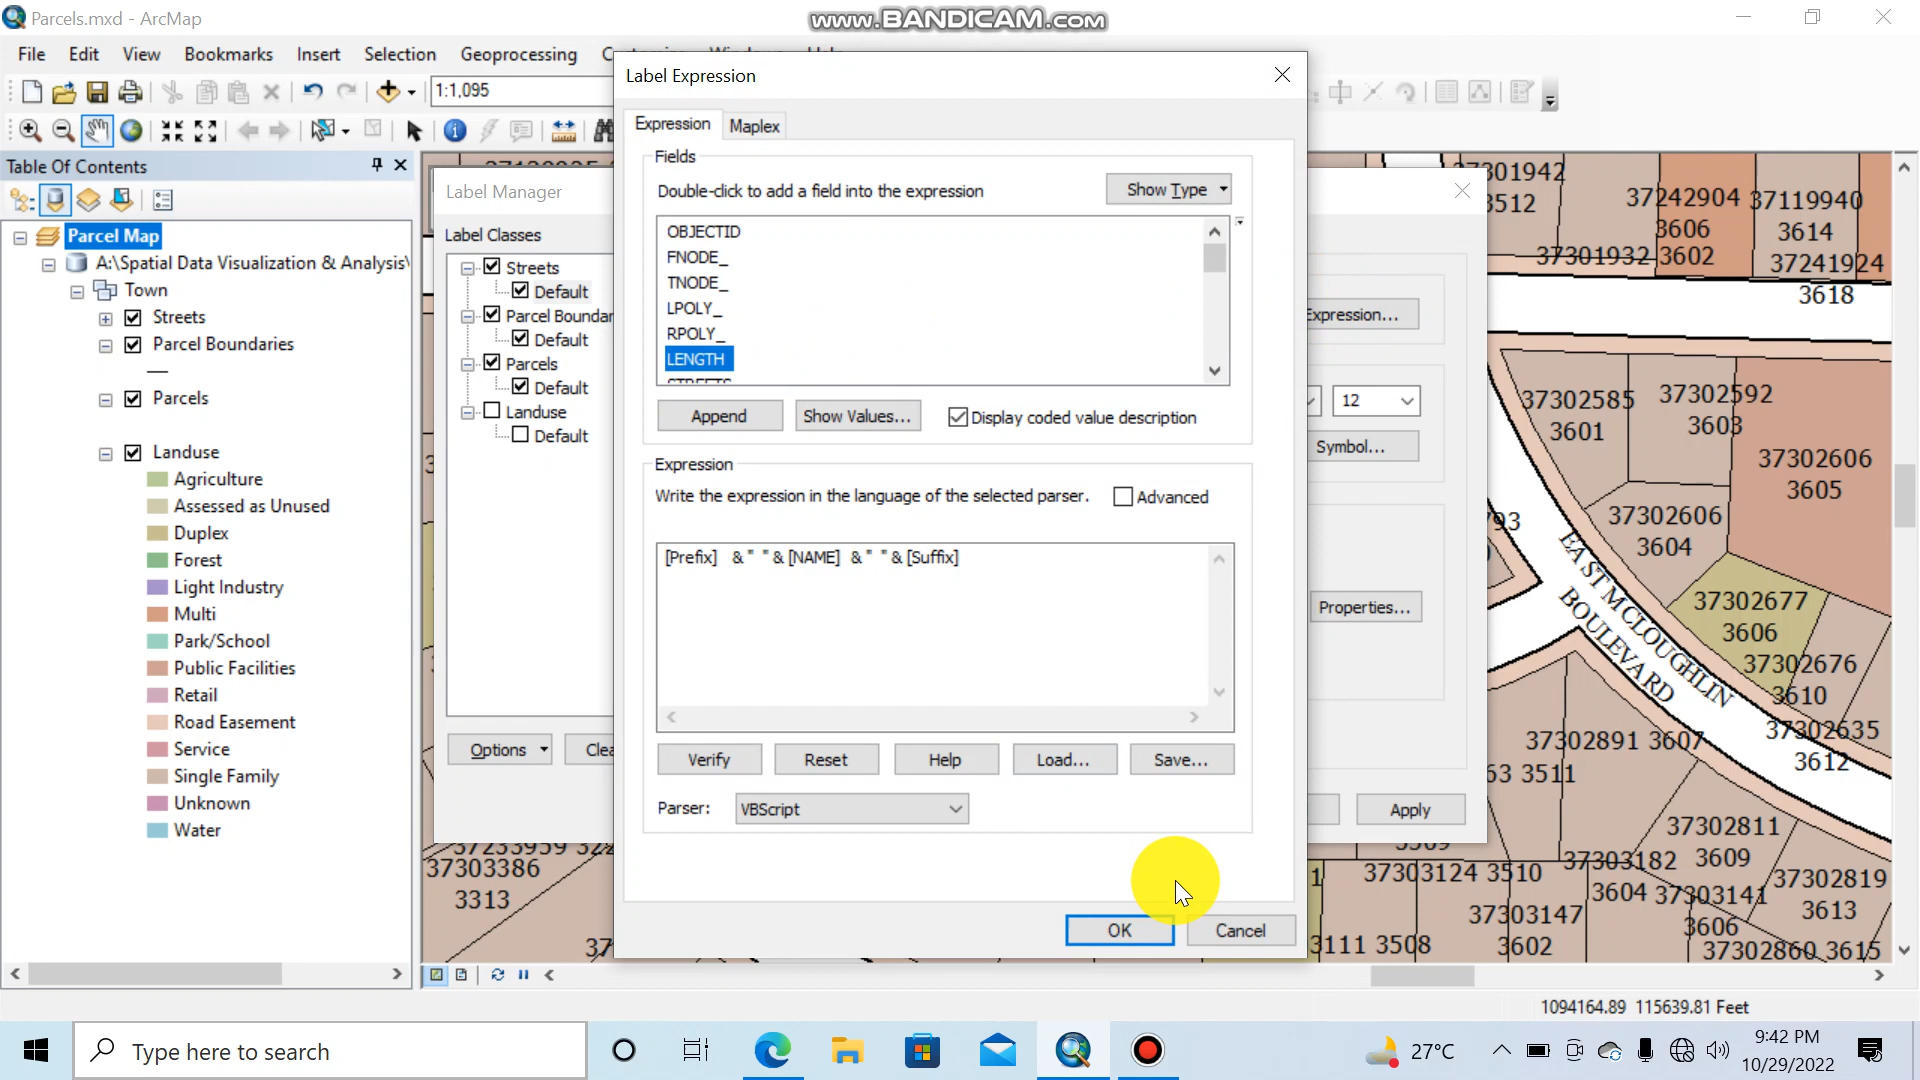 Parcels.mxd - ArcMap
www.BANDICAM.com
File Edit View Bookmarks Insert Selection Geoprocessing
1:1,095
Table Of Contents
Parcel Map
A:\Spatial Data Visualization & Analysis\
Town
Streets
Parcel Boundaries
Parcels
Landuse
Agriculture
Assessed as Unused
Duplex
Forest
Light Industry
Multi
Park/School
Public Facilities
Retail
Road Easement
Service
Single Family
Unknown
Water
Label Manager
Label Classes
Streets
Default
Parcel Boundar
Default
Parcels
Default
Landuse
Default
Options
Clea
Label Expression
Expression Maplex
Fields
Double-click to add a field into the expression
Show Type
OBJECTID
FNODE_
TNODE_
LPOLY_
RPOLY_
LENGTH
STREETS
Append Show Values... Display coded value description
Expression
Write the expression in the language of the selected parser. Advanced
[Prefix] & " " & [NAME] & " " & [Suffix]
Verify Reset Help Load... Save...
Parser: VBScript
OK Cancel
Expression...
12
Symbol...
Properties...
Apply
37301942
3512
37242904
3606
37119940
3614
37301932 3602
37241924
3618
37302585
3601
37302592
3603
37302606
3605
37302606
3604
37302677
3606
37302676
3610
EAST MCLOUGHLIN
BOULEVARD
37302635
3612
37302891 3607
63 3511
37302811
3609
37303182
3604
37303124 3510
37303141
3606
37302819
3613
37303147
3602
3111 3508
37302860 3615
37303386
3313
1094164.89 115639.81 Feet
Type here to search
27°C
9:42 PM
10/29/2022